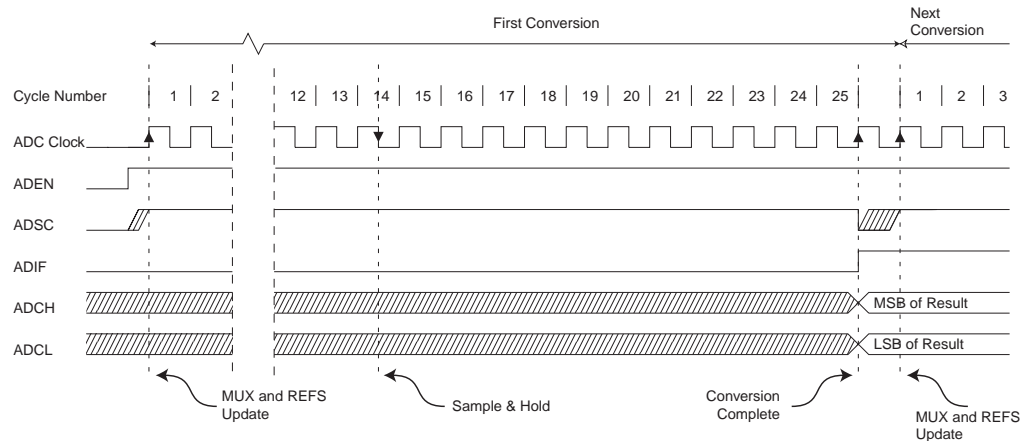 First Conversion
Next
Conversion
Cycle Number 1 2 12 13 14 15 16 17 18 19 20 21 22 23 24 25 1 2 3
ADC Clock
ADEN
ADSC
ADIF
ADCH MSB of Result
ADCL LSB of Result
MUX and REFS
Update
Sample & Hold
Conversion
Complete
MUX and REFS
Update